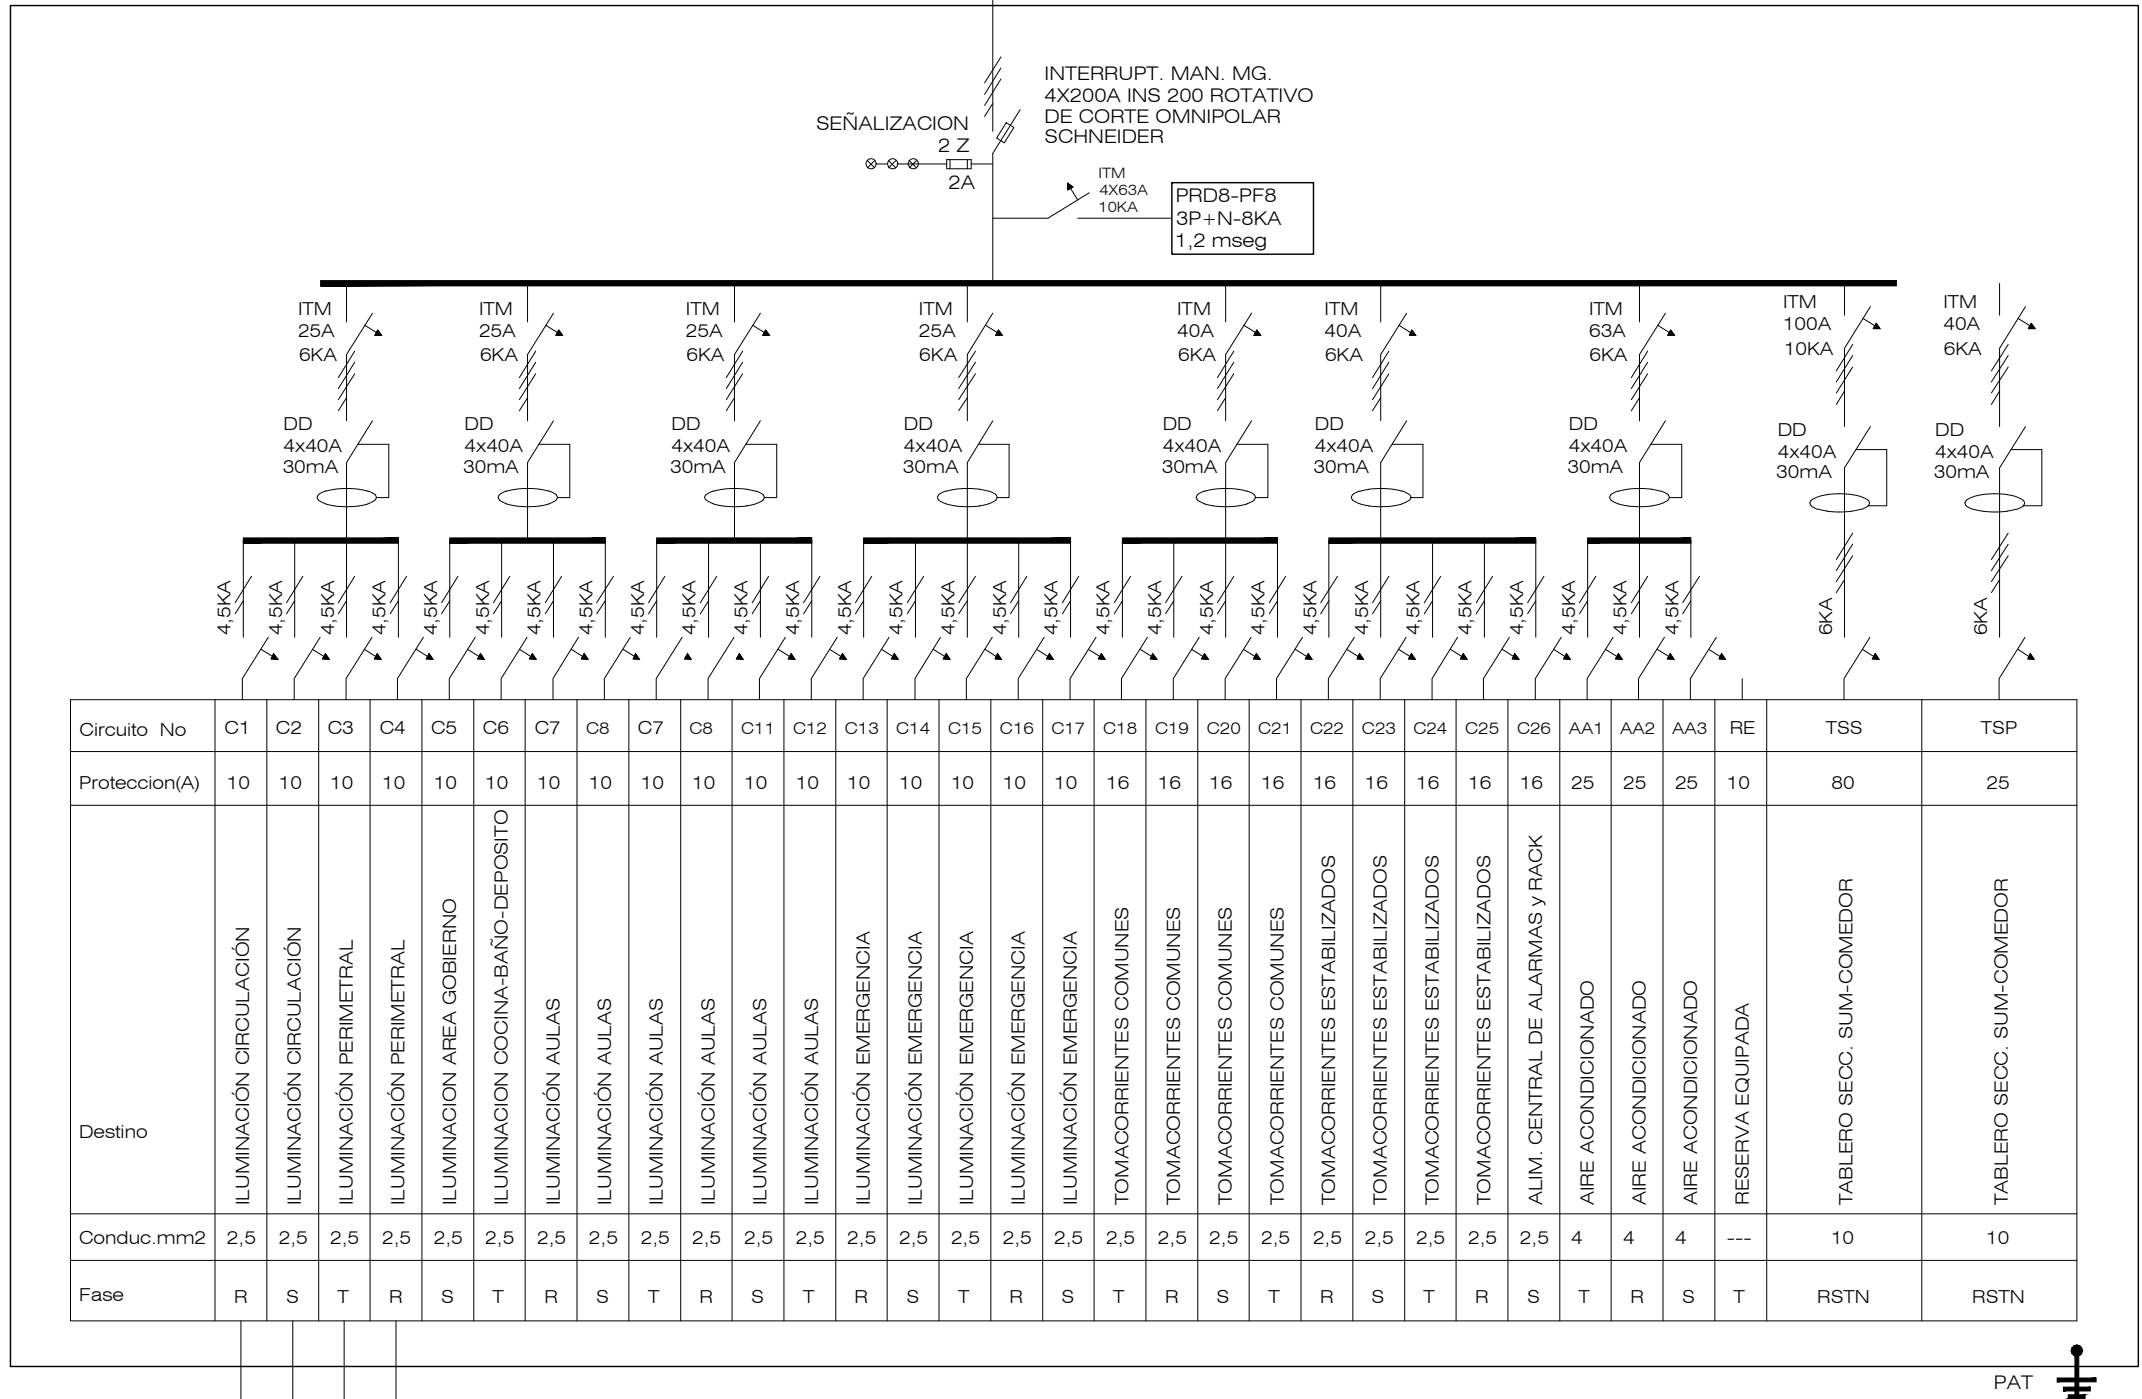 INTERRUPT. MAN. MG.
4X200A INS 200 ROTATIVO
DE CORTE OMNIPOLAR
SCHNEIDER
SEÑALIZACION
2 Z
2A
ITM
4X63A
10KA
PRD8-PF8
3P+N-8KA
1,2 mseg
ITM ITM ITM ITM ITM ITM ITM ITM ITM
25A 25A 25A 25A 40A 40A 63A 100A 40A
6KA 6KA 6KA 6KA 6KA 6KA 6KA 10KA 6KA
DD DD DD DD DD DD DD DD DD
4x40A 4x40A 4x40A 4x40A 4x40A 4x40A 4x40A 4x40A 4x40A
30mA 30mA 30mA 30mA 30mA 30mA 30mA 30mA 30mA
4,5KA 4,5KA 4,5KA 4,5KA 4,5KA 4,5KA 4,5KA 4,5KA 4,5KA 4,5KA 4,5KA 4,5KA 4,5KA 4,5KA 4,5KA 4,5KA 4,5KA 4,5KA 4,5KA 4,5KA 4,5KA 4,5KA 4,5KA 4,5KA 4,5KA 4,5KA 4,5KA 4,5KA 4,5KA 6KA 6KA
Circuito No C1 C2 C3 C4 C5 C6 C7 C8 C7 C8 C11 C12 C13 C14 C15 C16 C17 C18 C19 C20 C21 C22 C23 C24 C25 C26 AA1 AA2 AA3 RE TSS TSP
Proteccion(A) 10 10 10 10 10 10 10 10 10 10 10 10 10 10 10 10 10 16 16 16 16 16 16 16 16 16 25 25 25 10 80 25
Destino
ILUMINACIÓN CIRCULACIÓN
ILUMINACIÓN CIRCULACIÓN
ILUMINACIÓN PERIMETRAL
ILUMINACIÓN PERIMETRAL
ILUMINACION AREA GOBIERNO
ILUMINACION COCINA-BAÑO-DEPOSITO
ILUMINACIÓN AULAS
ILUMINACIÓN AULAS
ILUMINACIÓN AULAS
ILUMINACIÓN AULAS
ILUMINACIÓN AULAS
ILUMINACIÓN AULAS
ILUMINACIÓN EMERGENCIA
ILUMINACIÓN EMERGENCIA
ILUMINACIÓN EMERGENCIA
ILUMINACIÓN EMERGENCIA
ILUMINACIÓN EMERGENCIA
TOMACORRIENTES COMUNES
TOMACORRIENTES COMUNES
TOMACORRIENTES COMUNES
TOMACORRIENTES COMUNES
TOMACORRIENTES ESTABILIZADOS
TOMACORRIENTES ESTABILIZADOS
TOMACORRIENTES ESTABILIZADOS
TOMACORRIENTES ESTABILIZADOS
ALIM. CENTRAL DE ALARMAS y RACK
AIRE ACONDICIONADO
AIRE ACONDICIONADO
AIRE ACONDICIONADO
RESERVA EQUIPADA
TABLERO SECC. SUM-COMEDOR
TABLERO SECC. SUM-COMEDOR
Conduc.mm2 2,5 2,5 2,5 2,5 2,5 2,5 2,5 2,5 2,5 2,5 2,5 2,5 2,5 2,5 2,5 2,5 2,5 2,5 2,5 2,5 2,5 2,5 2,5 2,5 2,5 2,5 4 4 4 --- 10 10
Fase R S T R S T R S T R S T R S T R S T R S T R S T R S T R S T RSTN RSTN
PAT